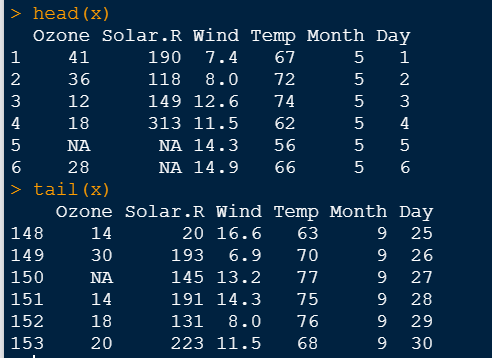 > head(x)
  Ozone Solar.R Wind Temp Month Day
1    41     190  7.4   67     5   1
2    36     118  8.0   72     5   2
3    12     149 12.6   74     5   3
4    18     313 11.5   62     5   4
5    NA      NA 14.3   56     5   5
6    28      NA 14.9   66     5   6
> tail(x)
    Ozone Solar.R Wind Temp Month Day
148    14      20 16.6   63     9  25
149    30     193  6.9   70     9  26
150    NA     145 13.2   77     9  27
151    14     191 14.3   75     9  28
152    18     131  8.0   76     9  29
153    20     223 11.5   68     9  30